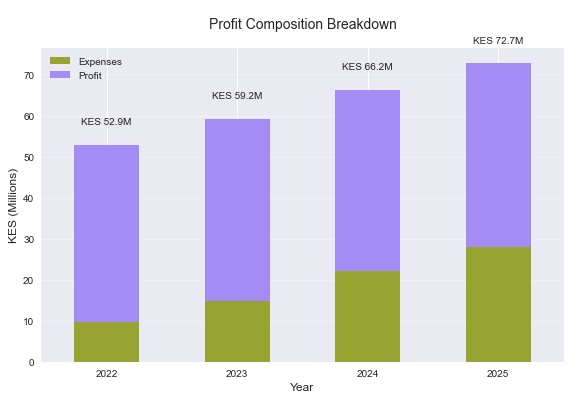 Profit Composition Breakdown
KES 72.7M
KES 66.2M
KES 59.2M
KES 52.9M
Expenses
Profit
KES (Millions)
70
60
50
40
30
20
10
0
2022
2023
2024
2025
Year